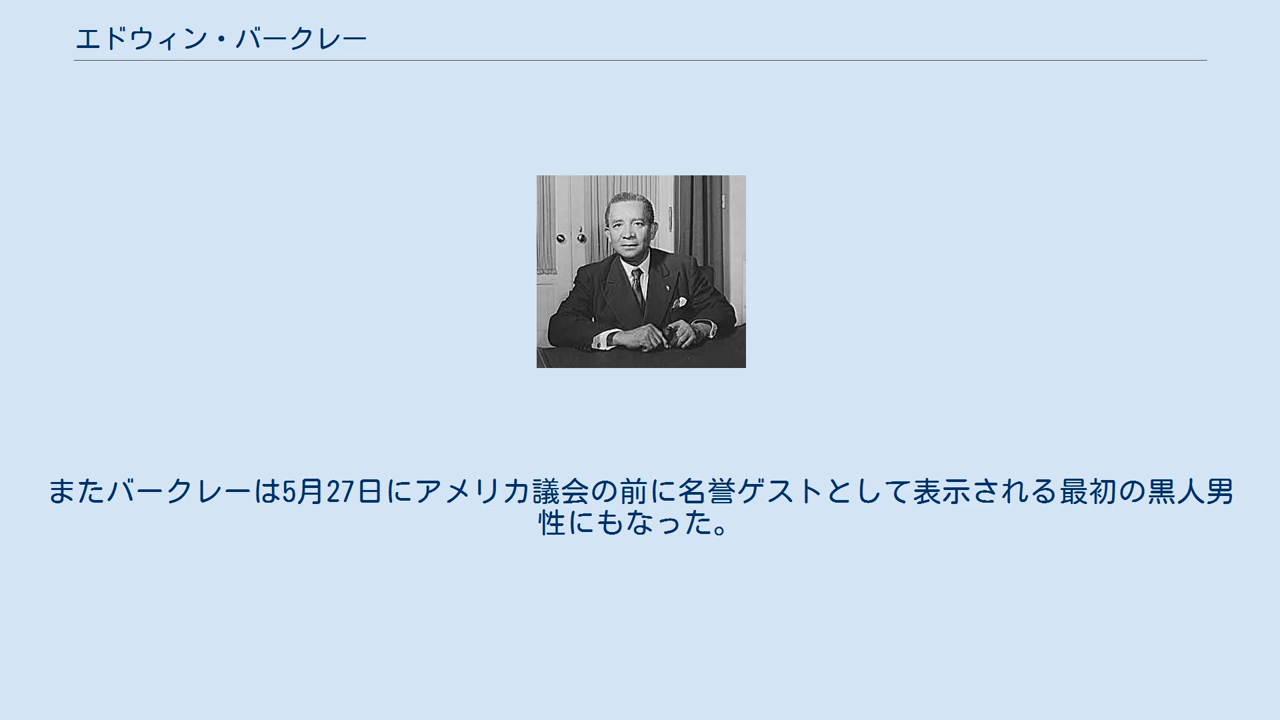 エドウィン・バークレー
またバークレーは5月27日にアメリカ議会の前に名誉ゲストとして表示される最初の黒人男
性にもなった。